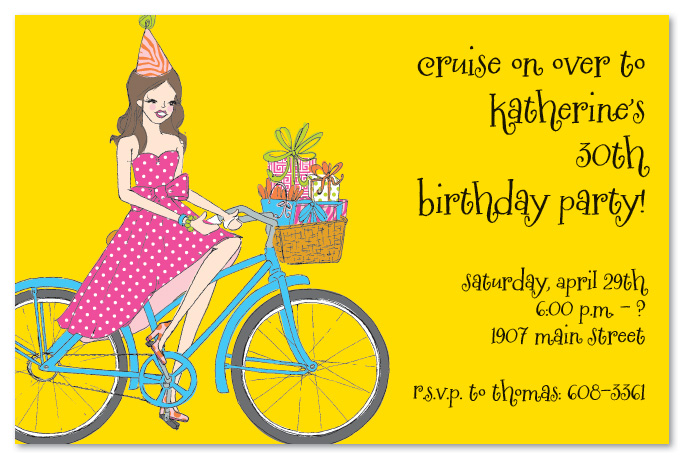 cruise on over to
katherine's
30th
birthday party!
saturday, april 29th
6:00 p.m. – ?
1907 main street
r.s.v.p. to thomas: 608-3361